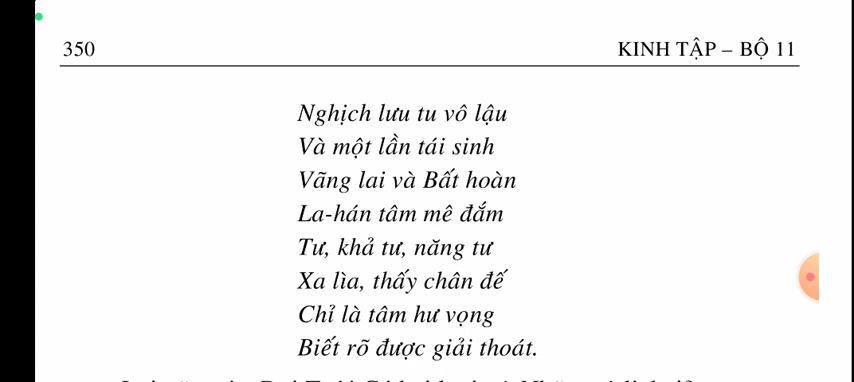 350 KINH TẬP – BỘ 11
Nghịch lưu tu vô lậu
Và một lần tái sinh
Vãng lai và Bất hoàn
La-hán tâm mê đắm
Tư, khả tư, năng tư
Xa lìa, thấy chân đế
Chỉ là tâm hư vọng
Biết rõ được giải thoát.